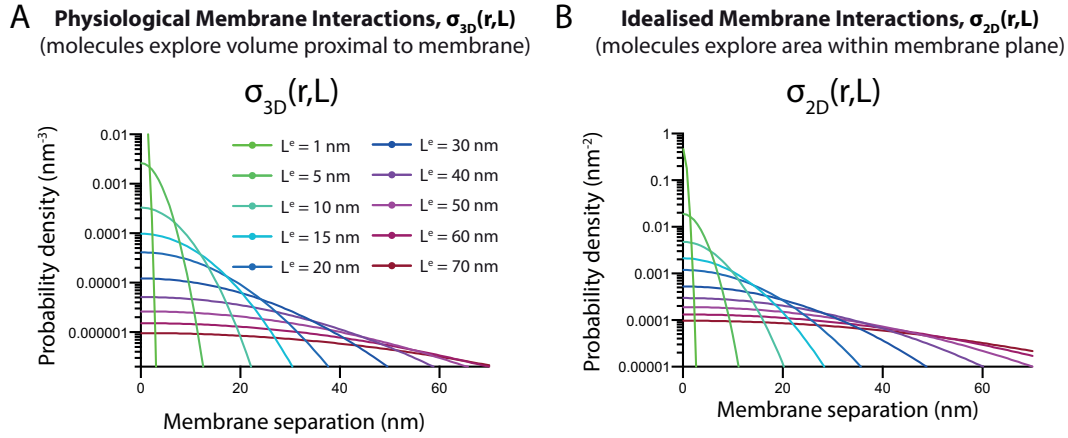 A
Physiological Membrane Interactions, σ3D(r,L)
(molecules explore volume proximal to membrane)
σ3D(r,L)
Probability density (nm-3)
0.01
0.001
0.0001
0.00001
0.000001
Le = 1 nm
Le = 5 nm
Le = 10 nm
Le = 15 nm
Le = 20 nm
Le = 30 nm
Le = 40 nm
Le = 50 nm
Le = 60 nm
Le = 70 nm
0 20 40 60
Membrane separation (nm)
B
Idealised Membrane Interactions, σ2D(r,L)
(molecules explore area within membrane plane)
σ2D(r,L)
Probability density (nm-2)
1
0.1
0.01
0.001
0.0001
0.00001
0 20 40 60
Membrane separation (nm)